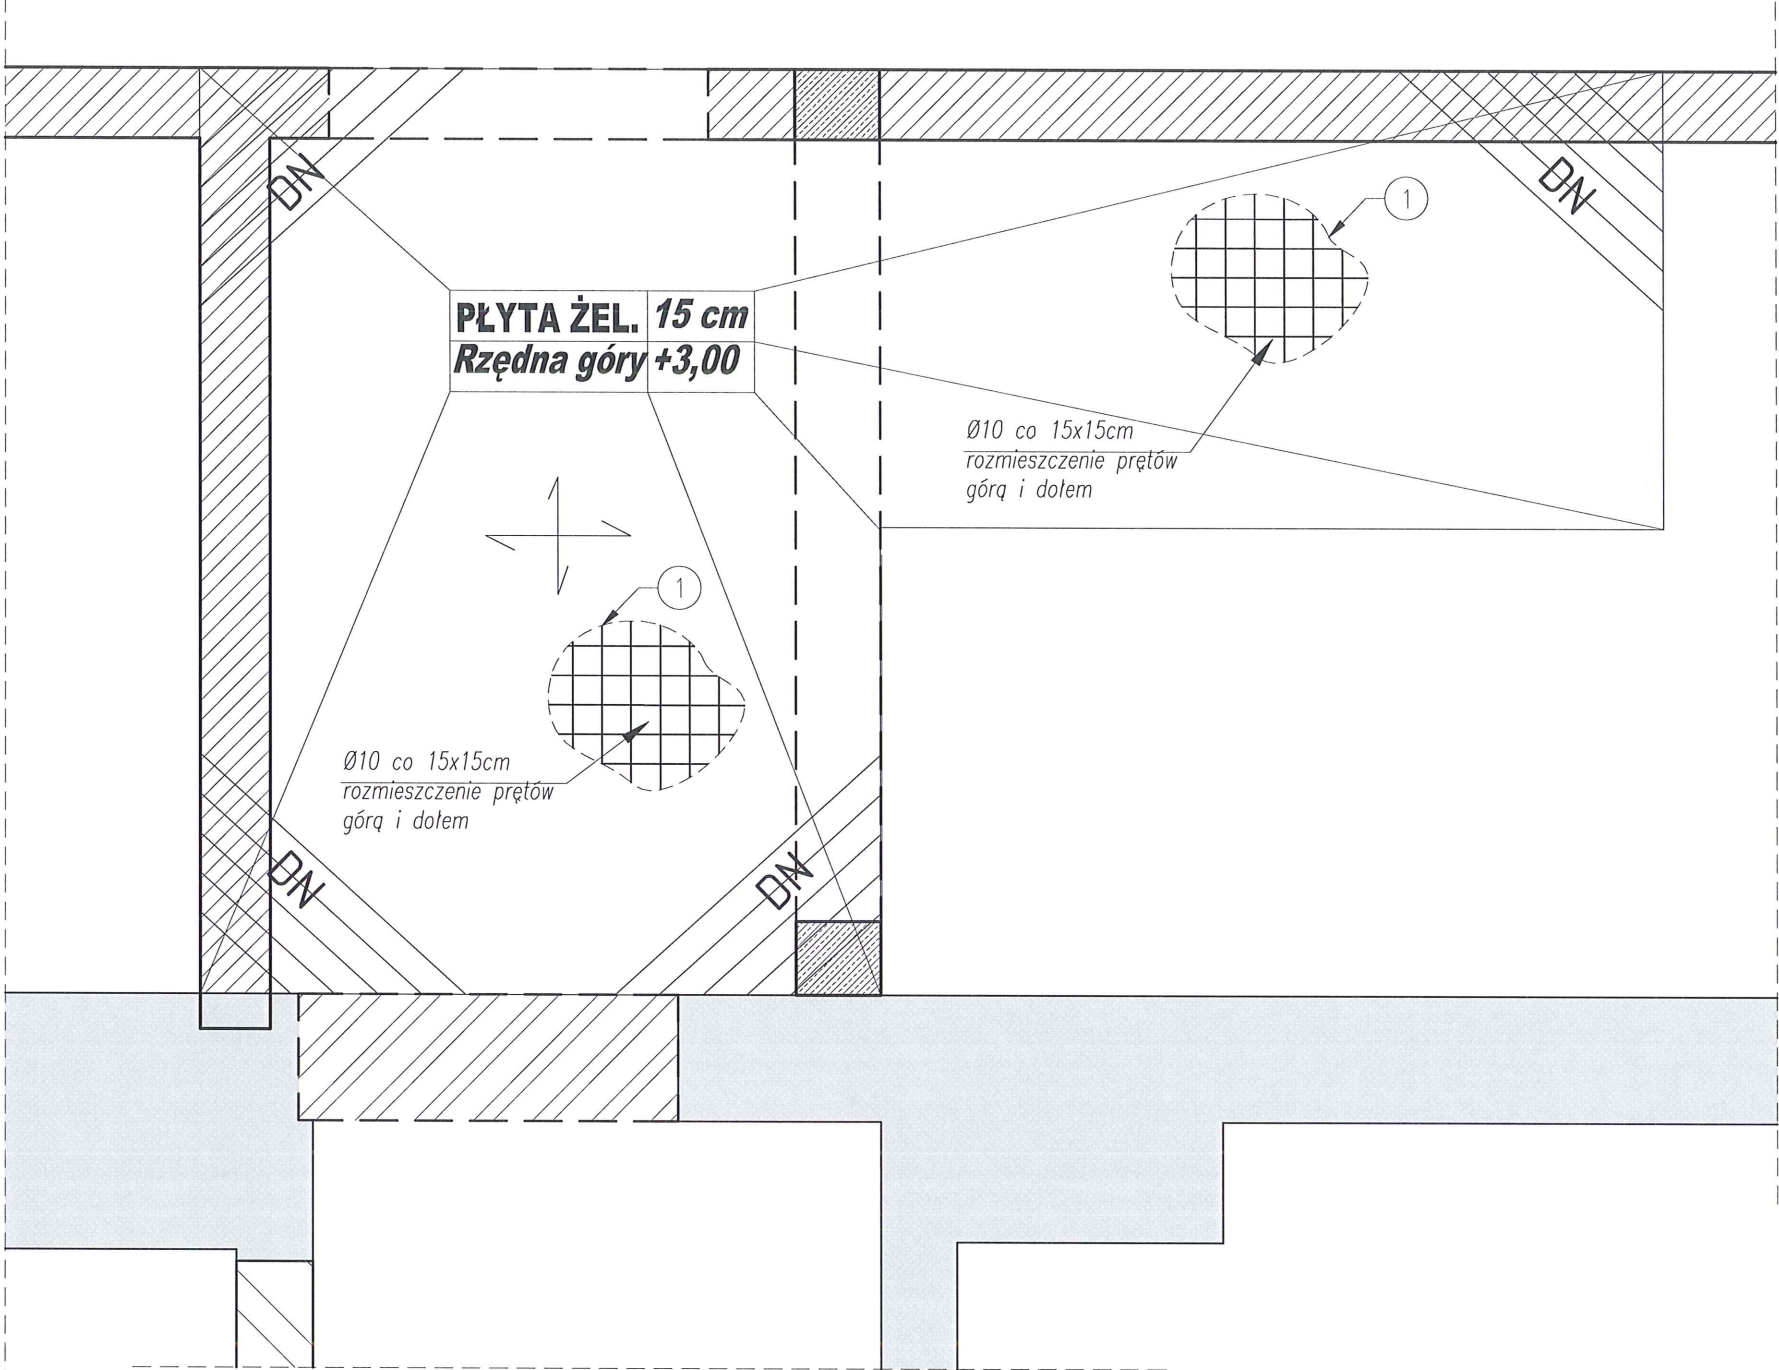 DN
DN
1
PŁYTA ŻEL. 15 cm
Rzędna góry +3,00
Ø10 co 15x15cm
rozmieszczenie prętów
górą i dołem
1
Ø10 co 15x15cm
rozmieszczenie prętów
górą i dołem
DN
DN